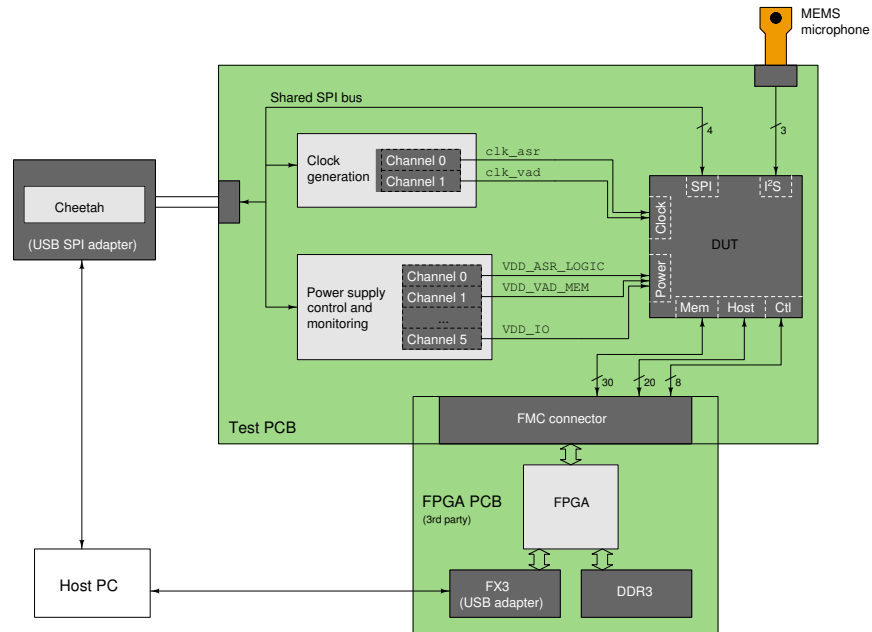 MEMS
microphone
Shared SPI bus
4
3
Clock
generation
Channel 0
Channel 1
clk_asr
clk_vad
SPI
I²S
Clock
DUT
Power
Mem
Host
Ctl
Cheetah
(USB SPI adapter)
Power supply
control and
monitoring
Channel 0
Channel 1
...
Channel 5
VDD_ASR_LOGIC
VDD_VAD_MEM
VDD_IO
30
20
8
Test PCB
FMC connector
FPGA PCB
(3rd party)
FPGA
Host PC
FX3
(USB adapter)
DDR3